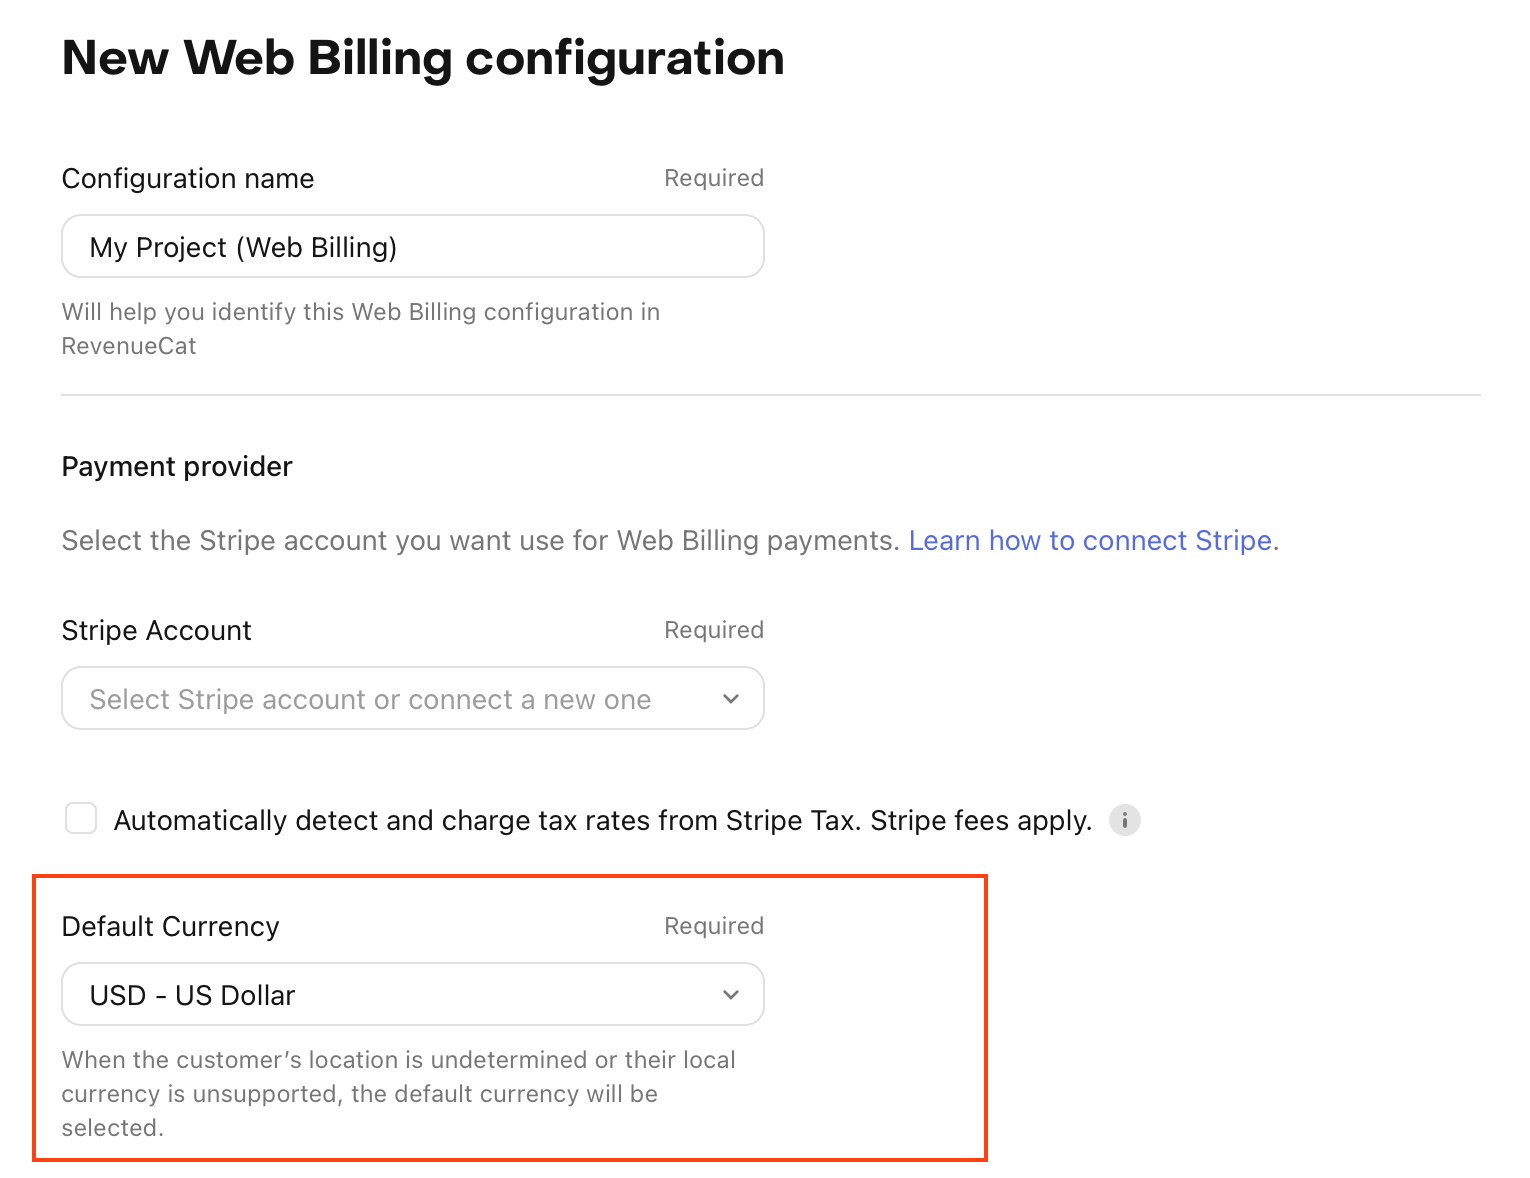 New Web Billing configuration
Configuration name
Required
My Project (Web Billing)
Will help you identify this Web Billing configuration in
RevenueCat
Payment provider
Select the Stripe account you want use for Web Billing payments. Learn how to connect Stripe.
Stripe Account
Required
Select Stripe account or connect a new one
Automatically detect and charge tax rates from Stripe Tax. Stripe fees apply.
Default Currency
Required
USD - US Dollar
When the customer’s location is undetermined or their local
currency is unsupported, the default currency will be
selected.